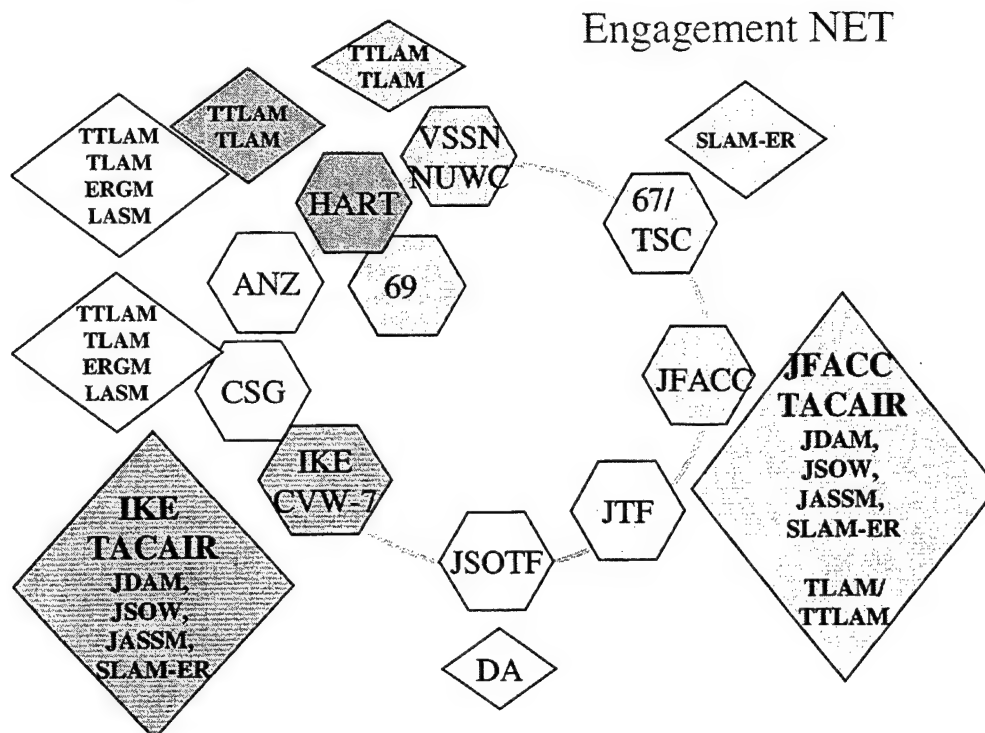 Engagement NET
TTLAM
TLAM
TTLAM
TLAM
TTLAM
TLAM
ERGM
LASM
VSSN
NUWC
SLAM-ER
HART
67/
TSC
ANZ
69
TTLAM
TLAM
ERGM
LASM
CSG
JFACC
JFACC
TACAIR
JDAM,
JSOW,
JASSM,
SLAM-ER
TLAM/
TTLAM
IKE
CVW-7
JTF
IKE
TACAIR
JDAM,
JSOW,
JASSM,
SLAM-ER
JSOTF
DA